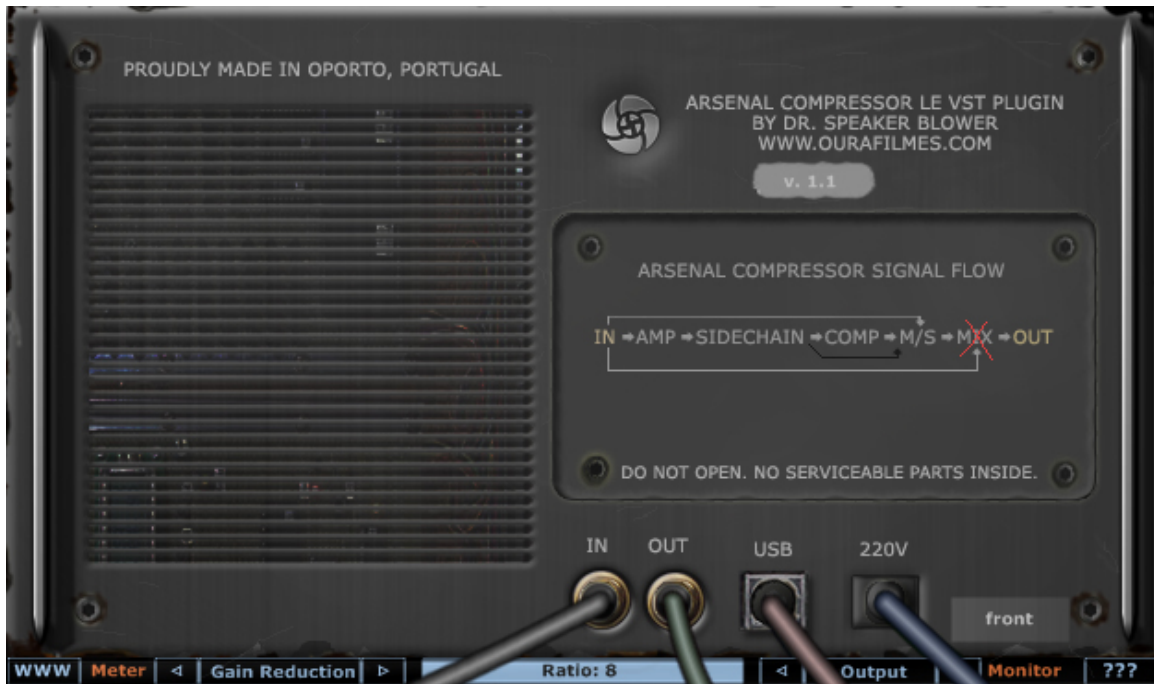 PROUDLY MADE IN OPORTO, PORTUGAL
ARSENAL COMPRESSOR LE VST PLUGIN
BY DR. SPEAKER BLOWER
WWW.OURAFILMES.COM
v. 1.1
ARSENAL COMPRESSOR SIGNAL FLOW
IN AMP SIDECHAIN COMP M/S MIX OUT
DO NOT OPEN. NO SERVICEABLE PARTS INSIDE.
IN OUT USB 220V
front
WWW Meter Gain Reduction Ratio: 8 Output Monitor ???